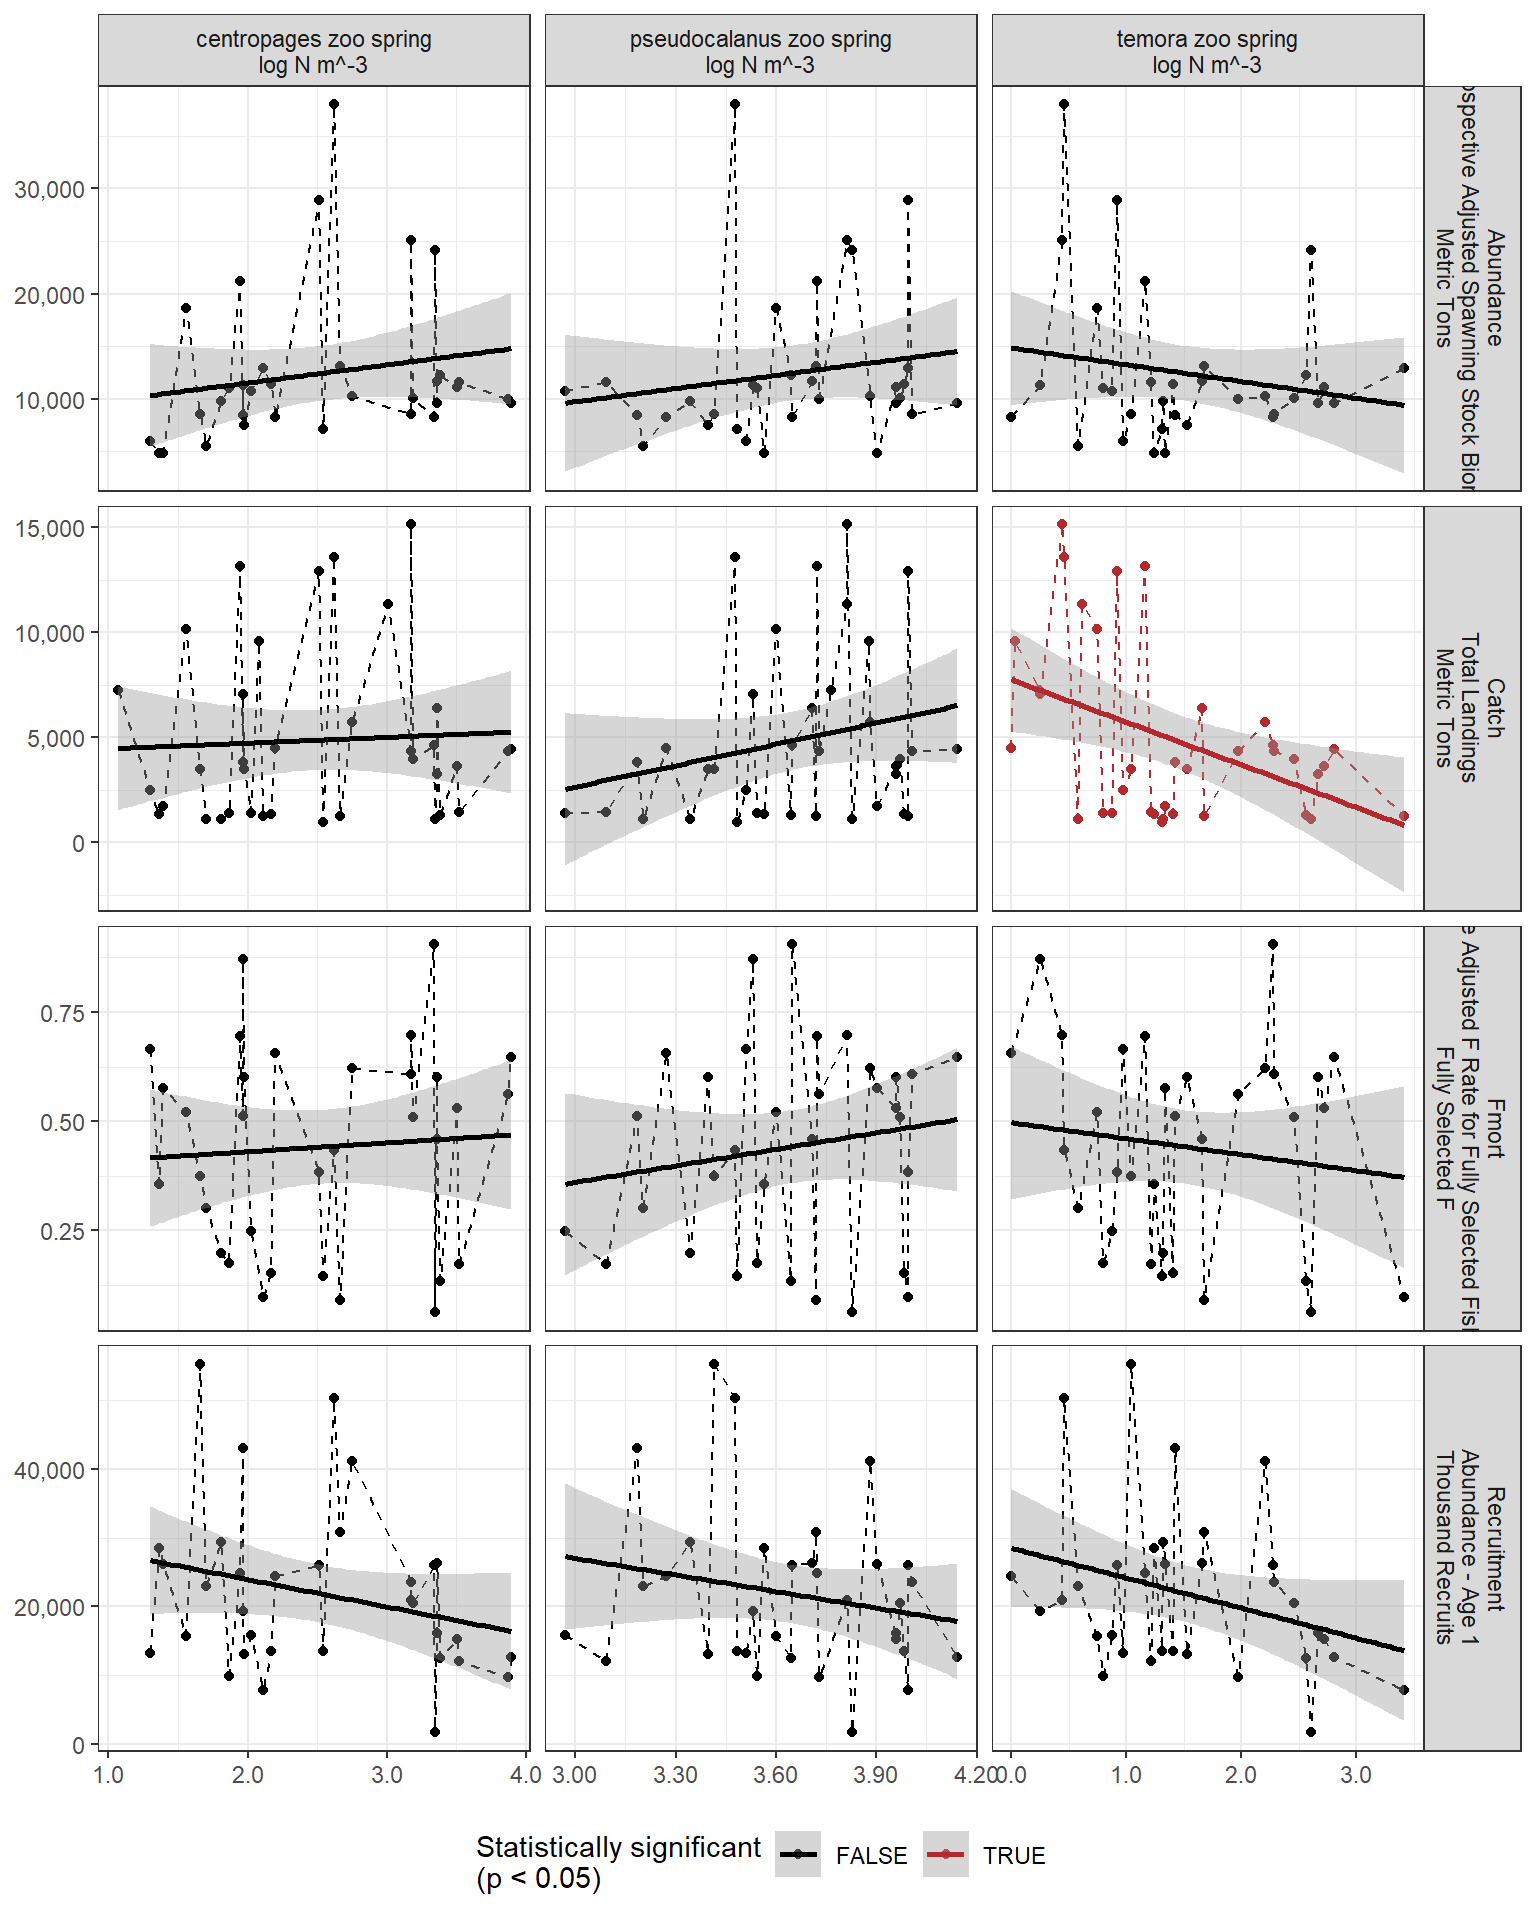 centropages zoo spring
log N m^-3
pseudocalanus zoo spring
log N m^-3
temora zoo spring
log N m^-3
30,000
20,000
10,000
Abundance
Adjusted Spawning Stock
Metric Tons
15,000
10,000
5,000
0
Catch
Total Landings
Metric Tons
0.75
0.50
0.25
Fmort
Adjusted F Rate for Fully Selected
Fully Selected F
40,000
20,000
0
Recruitment
Abundance - Age 1
Thousand Recruits
1.0
2.0
3.0
4.0
3.00
3.30
3.60
3.90
4.20
0.0
1.0
2.0
3.0
Statistically significant
(p < 0.05)
FALSE
TRUE